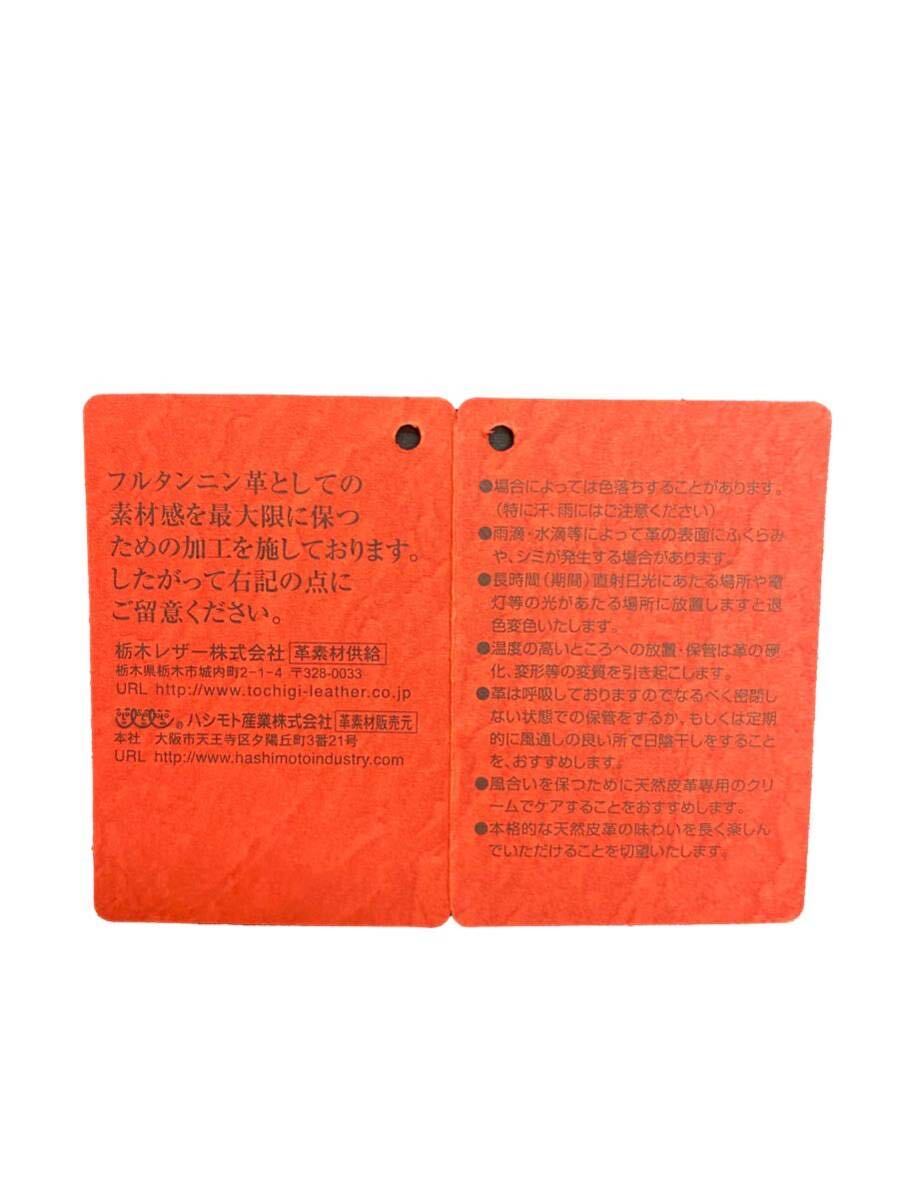 フルタンニン革としての
素材感を最大限に保つ
ための加工を施しております。
したがって右記の点に
ご留意ください。
栃木レザー株式会社 革素材供給
栃木県栃木市城内町2-1-4 〒328-0033
URL http://www.tochigi-leather.co.jp
® ハシモト産業株式会社 革素材販売元
本社 大阪市天王寺区夕陽丘町3番21号
URL http://www.hashimotoindustry.com
●場合によっては色落ちすることがあります。
（特に汗、雨にはご注意ください）
●雨滴・水滴等によって革の表面にふくらみ
や、シミが発生する場合があります。
●長時間（期間）直射日光にあたる場所や電
灯等の光があたる場所に放置しますと退
色変色いたします。
●温度の高いところへの放置・保管は革の硬
化、変形等の変質を引き起こします。
●革は呼吸しておりますのでなるべく密閉し
ない状態での保管をするか、もしくは定期
的に風通しの良い所で日陰干しをすること
を、おすすめします。
●風合いを保つために天然皮革専用のクリ
ームでケアすることをおすすめします。
●本格的な天然皮革の味わいを長く楽しん
でいただけることを切望いたします。